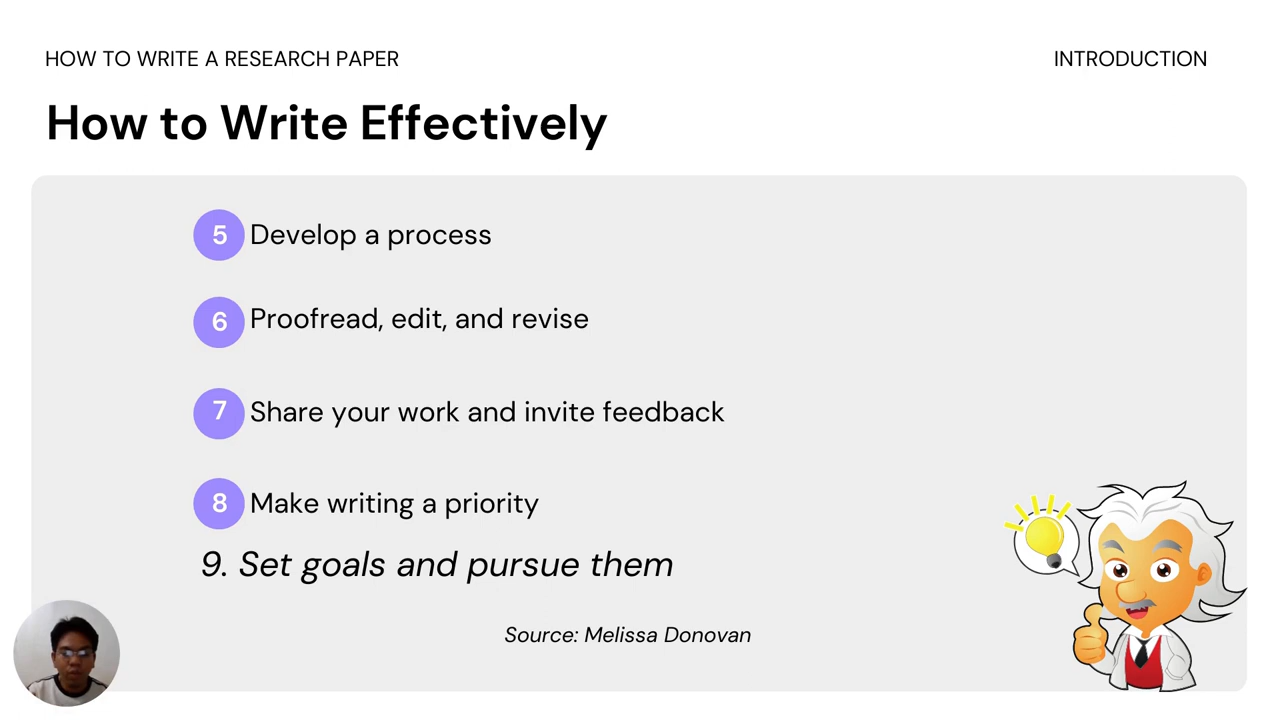 HOW TO WRITE A RESEARCH PAPER
INTRODUCTION
How to Write Effectively
5 Develop a process
6 Proofread, edit, and revise
7 Share your work and invite feedback
8 Make writing a priority
9. Set goals and pursue them
Source: Melissa Donovan